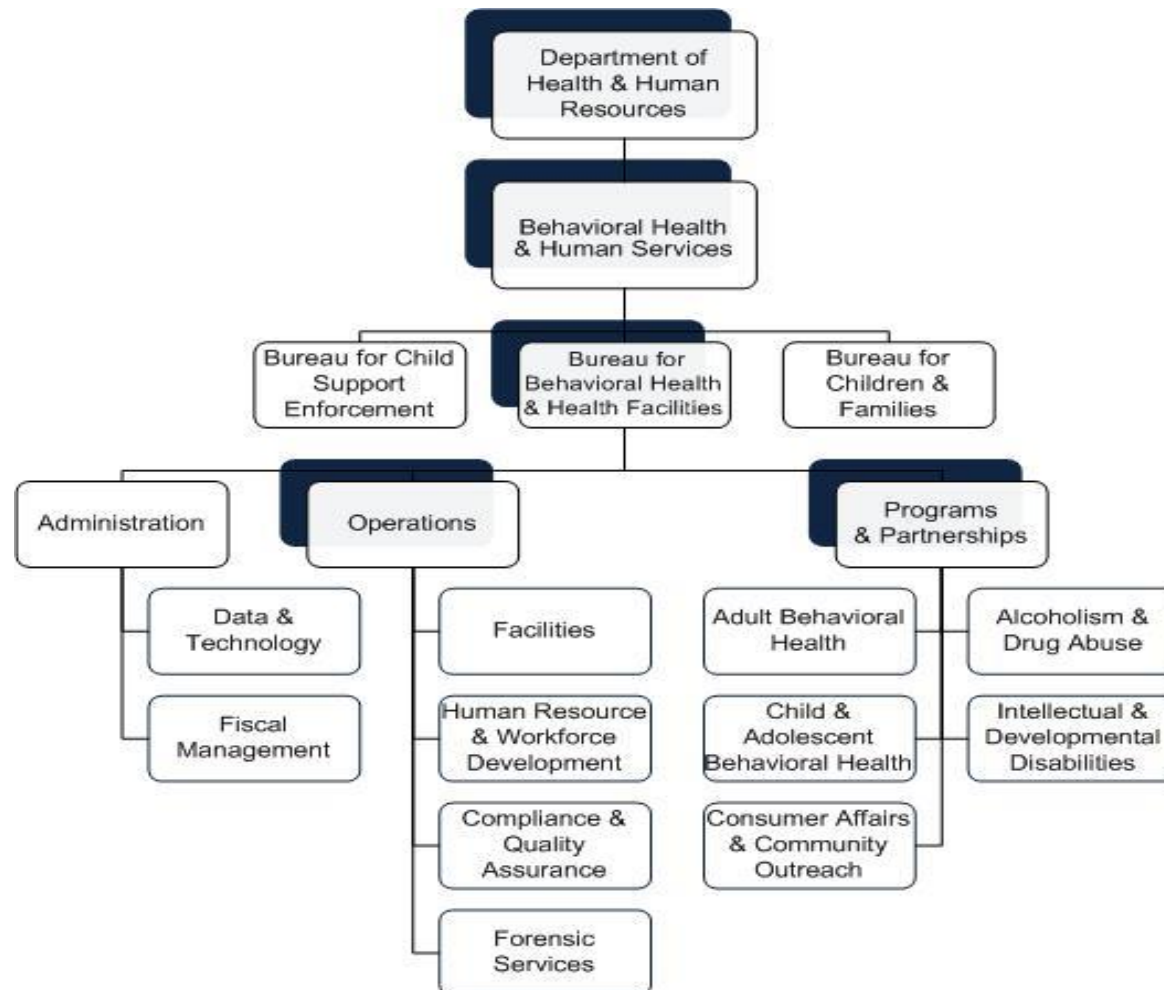 Department of
Health & Human
Resources
Behavioral Health
& Human Services
Bureau for Child
Support
Enforcement
Bureau for
Behavioral Health
& Health Facilities
Bureau for
Children &
Families
Administration
Operations
Programs
& Partnerships
Data &
Technology
Fiscal
Management
Facilities
Human Resource
& Workforce
Development
Compliance &
Quality
Assurance
Forensic
Services
Adult Behavioral
Health
Alcoholism &
Drug Abuse
Child &
Adolescent
Behavioral Health
Intellectual &
Developmental
Disabilities
Consumer Affairs
& Community
Outreach